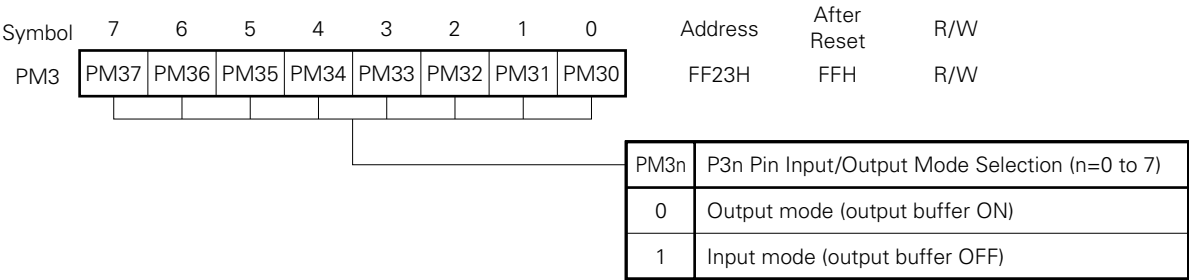 Symbol 7 6 5 4 3 2 1 0 Address After Reset R/W
PM3 PM37 PM36 PM35 PM34 PM33 PM32 PM31 PM30 FF23H FFH R/W
PM3n P3n Pin Input/Output Mode Selection (n=0 to 7)
0 Output mode (output buffer ON)
1 Input mode (output buffer OFF)